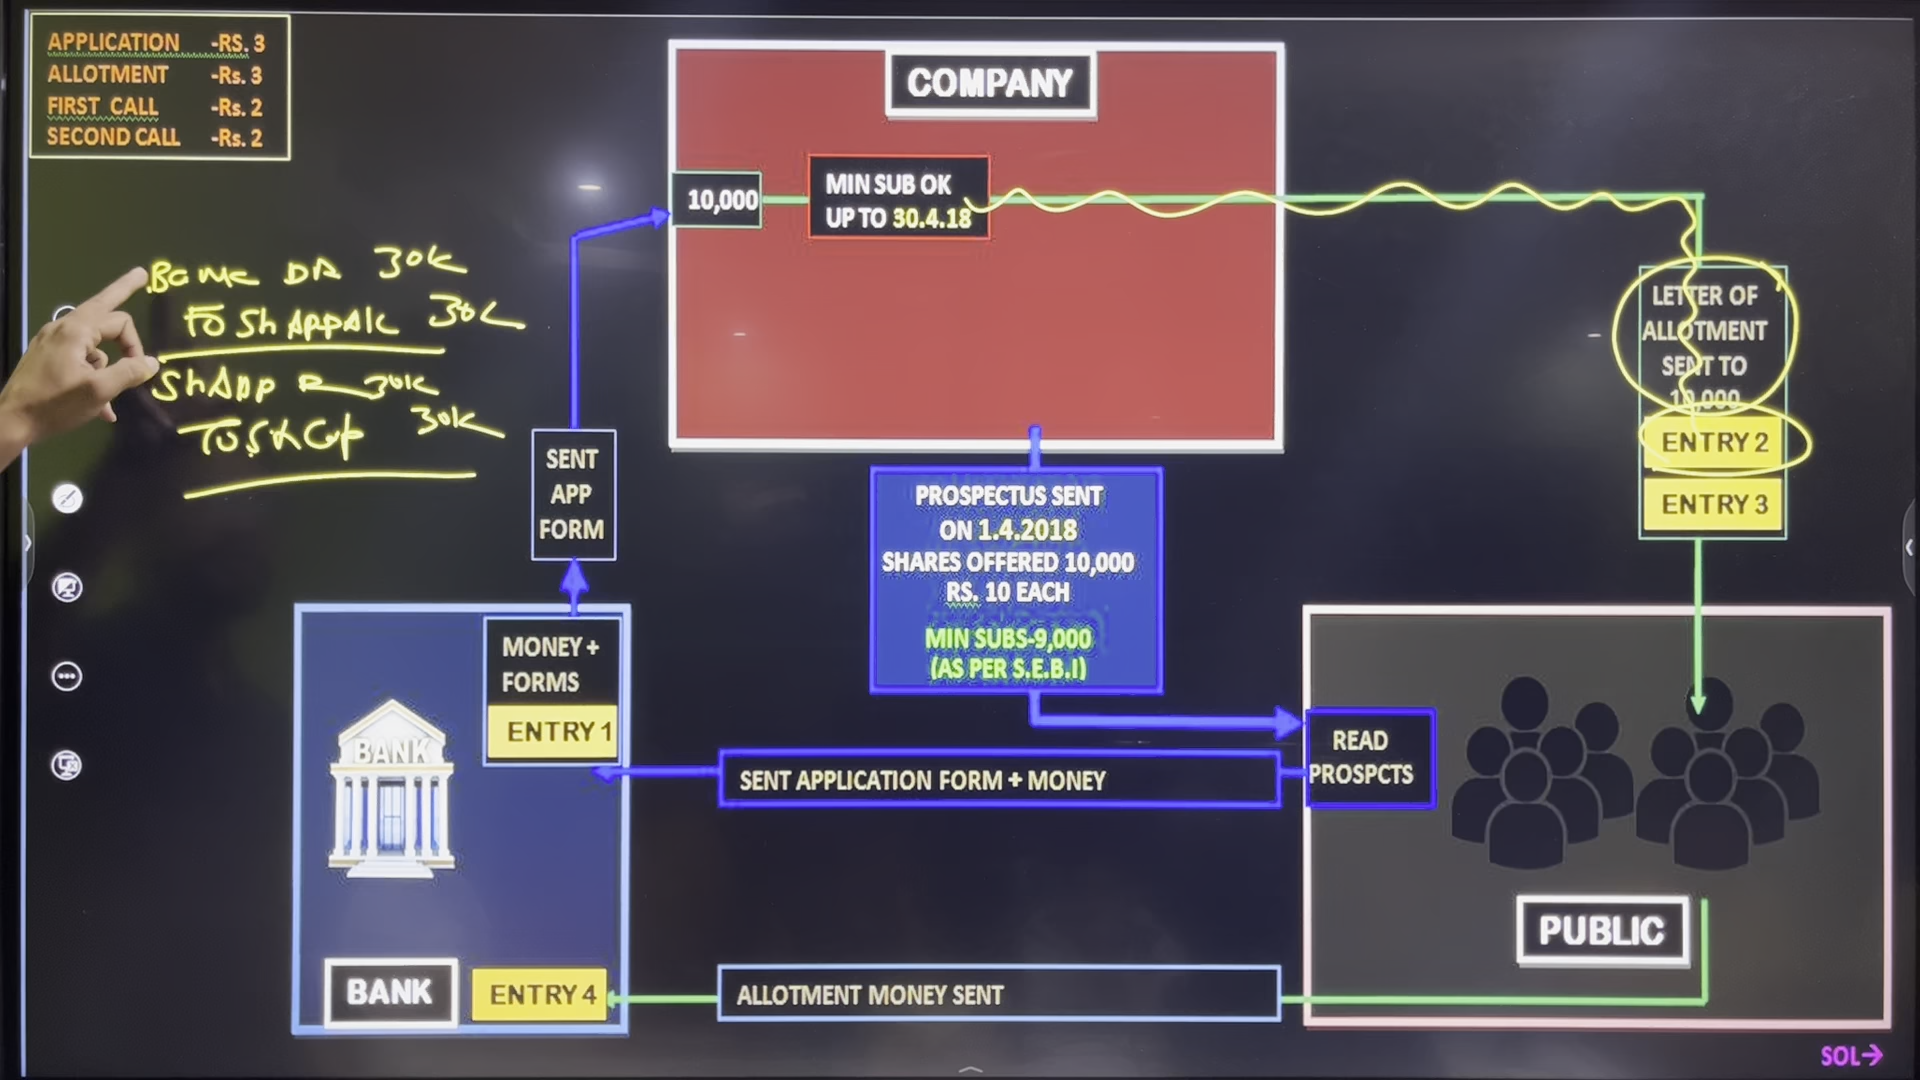 APPLICATION -RS. 3
ALLOTMENT -Rs. 3
FIRST CALL -Rs. 2
SECOND CALL -Rs. 2
COMPANY
10,000
MIN SUB OK
UP TO 30.4.18
30K
To Sh App A/c 30K
Sh App 30K
To Sh Cap 30K
LETTER OF
ALLOTMENT
SENT TO
10,000
ENTRY 2
ENTRY 3
SENT
APP
FORM
PROSPECTUS SENT
ON 1.4.2018
SHARES OFFERED 10,000
RS. 10 EACH
MIN SUBS-9,000
(AS PER S.E.B.I)
MONEY +
FORMS
ENTRY 1
BANK
READ
PROSPCTS
SENT APPLICATION FORM + MONEY
PUBLIC
BANK
ENTRY 4
ALLOTMENT MONEY SENT
SOL→